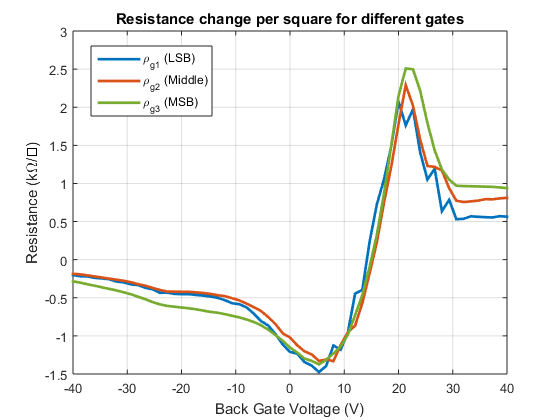 Resistance change per square for different gates
3
2.5
2
1.5
1
0.5
0
-0.5
-1
-1.5
Resistance (kΩ/□)
ρg1 (LSB)
ρg2 (Middle)
ρg3 (MSB)
-40 -30 -20 -10 0 10 20 30 40
Back Gate Voltage (V)